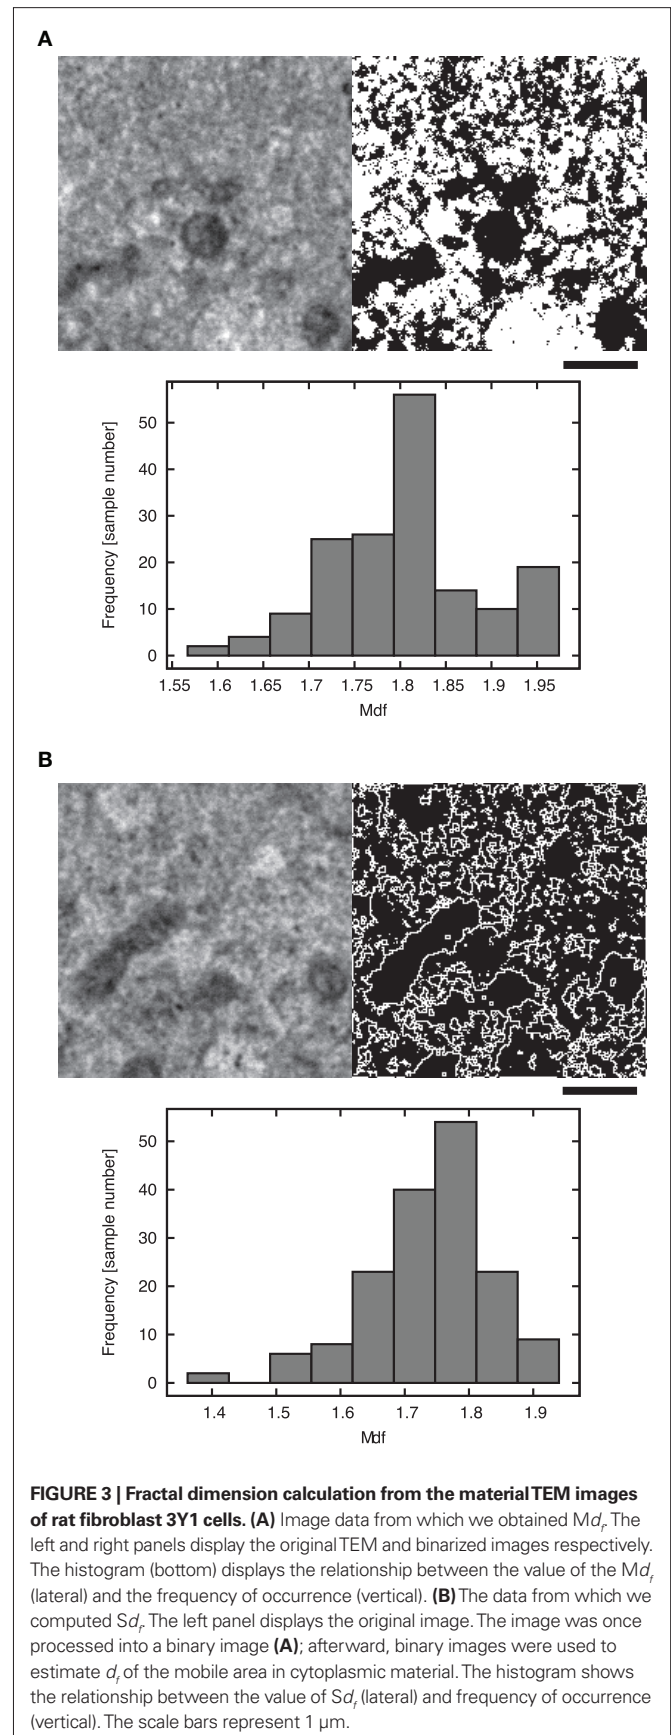 A
50
40
30
20
10
0
Frequency [sample number]
1.55 1.6 1.65 1.7 1.75 1.8 1.85 1.9 1.95
Mdf
B
50
40
30
20
10
0
Frequency [sample number]
1.4 1.5 1.6 1.7 1.8 1.9
Mdf
FIGURE 3 | Fractal dimension calculation from the material TEM images
of rat fibroblast 3Y1 cells. (A) Image data from which we obtained Mdf. The
left and right panels display the original TEM and binarized images respectively.
The histogram (bottom) displays the relationship between the value of the Mdf
(lateral) and the frequency of occurrence (vertical). (B) The data from which we
computed Sdf. The left panel displays the original image. The image was once
processed into a binary image (A); afterward, binary images were used to
estimate df of the mobile area in cytoplasmic material. The histogram shows
the relationship between the value of Sdf (lateral) and frequency of occurrence
(vertical). The scale bars represent 1 µm.